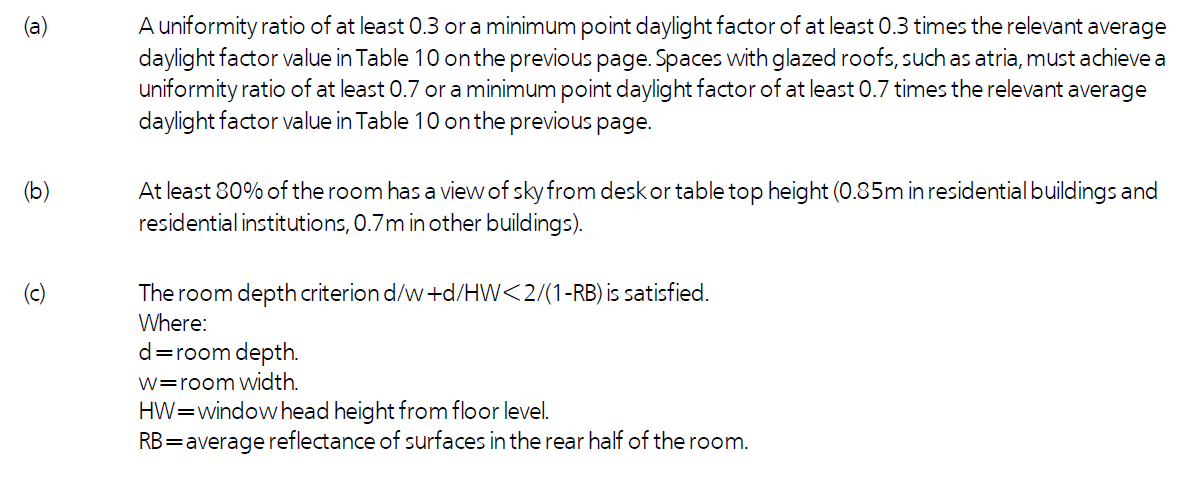 (a) A uniformity ratio of at least 0.3 or a minimum point daylight factor of at least 0.3 times the relevant average
daylight factor value in Table 10 on the previous page. Spaces with glazed roofs, such as atria, must achieve a
uniformity ratio of at least 0.7 or a minimum point daylight factor of at least 0.7 times the relevant average
daylight factor value in Table 10 on the previous page.
(b) At least 80% of the room has a view of sky from desk or table top height (0.85m in residential buildings and
residential institutions, 0.7m in other buildings).
(c) The room depth criterion d/w+d/HW<2/(1-RB) is satisfied.
Where:
d=room depth.
w=room width.
HW=window head height from floor level.
RB=average reflectance of surfaces in the rear half of the room.